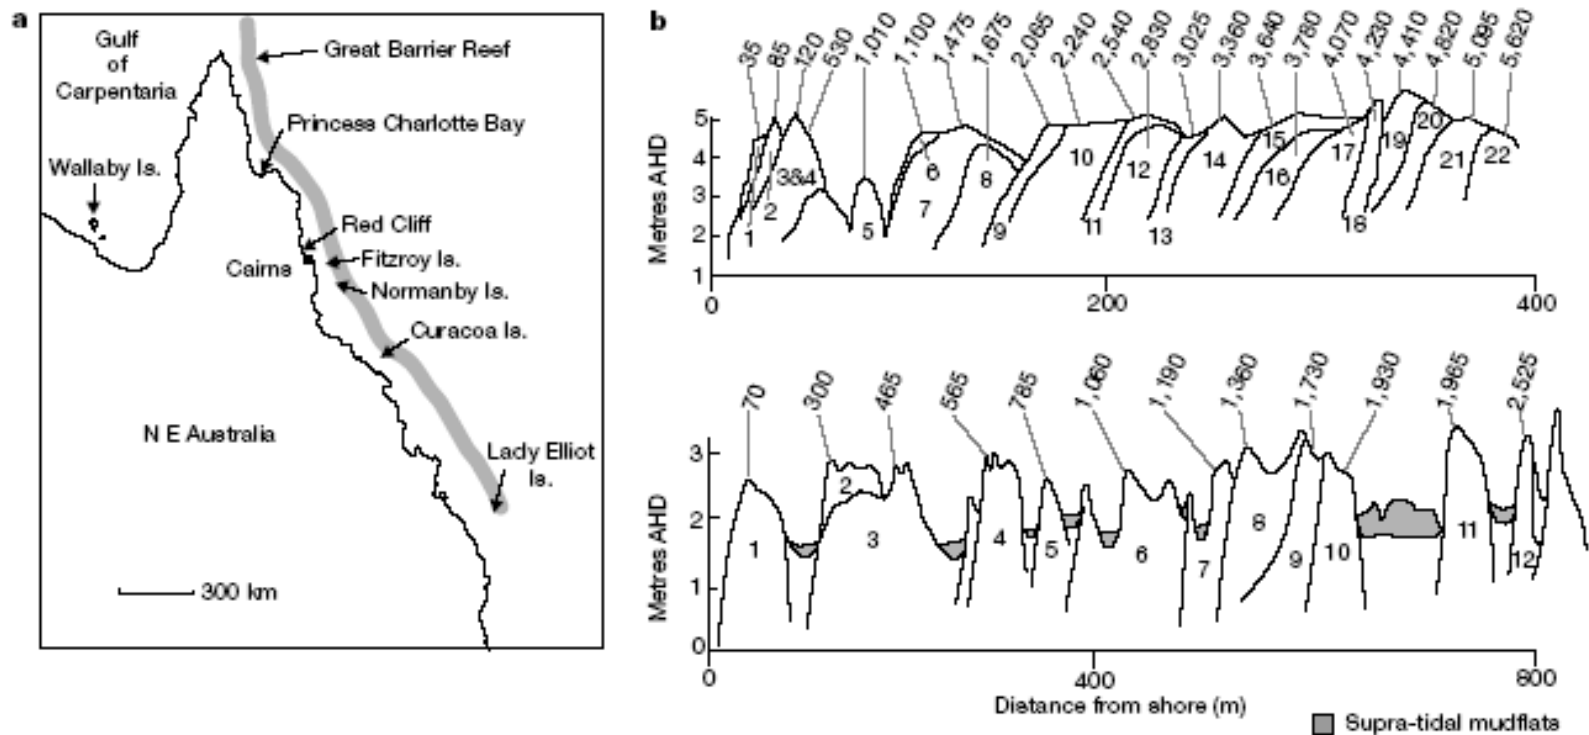 a
Gulf
of
Carpentaria
Great Barrier Reef
Princess Charlotte Bay
Wallaby Is.
Red Cliff
Cairns
Fitzroy Is.
Normanby Is.
Curacoa Is.
N E Australia
Lady Elliot
Is.
300 km
b
35 85 120 530 1,010 1,100 1,475 1,675 2,065 2,240 2,540 2,830 3,025 3,360 3,640 3,780 4,070 4,230 4,410 4,820 5,095 5,620
Metres AHD
5
4
3
2
1
1 2 3&4 5 6 7 8 9 10 11 12 13 14 15 16 17 18 19 20 21 22
0 200 400
70 300 465 565 785 1,060 1,190 1,360 1,730 1,930 1,965 2,525
Metres AHD
3
2
1
0
1 2 3 4 5 6 7 8 9 10 11 12
0 400 800
Distance from shore (m)
Supra-tidal mudflats